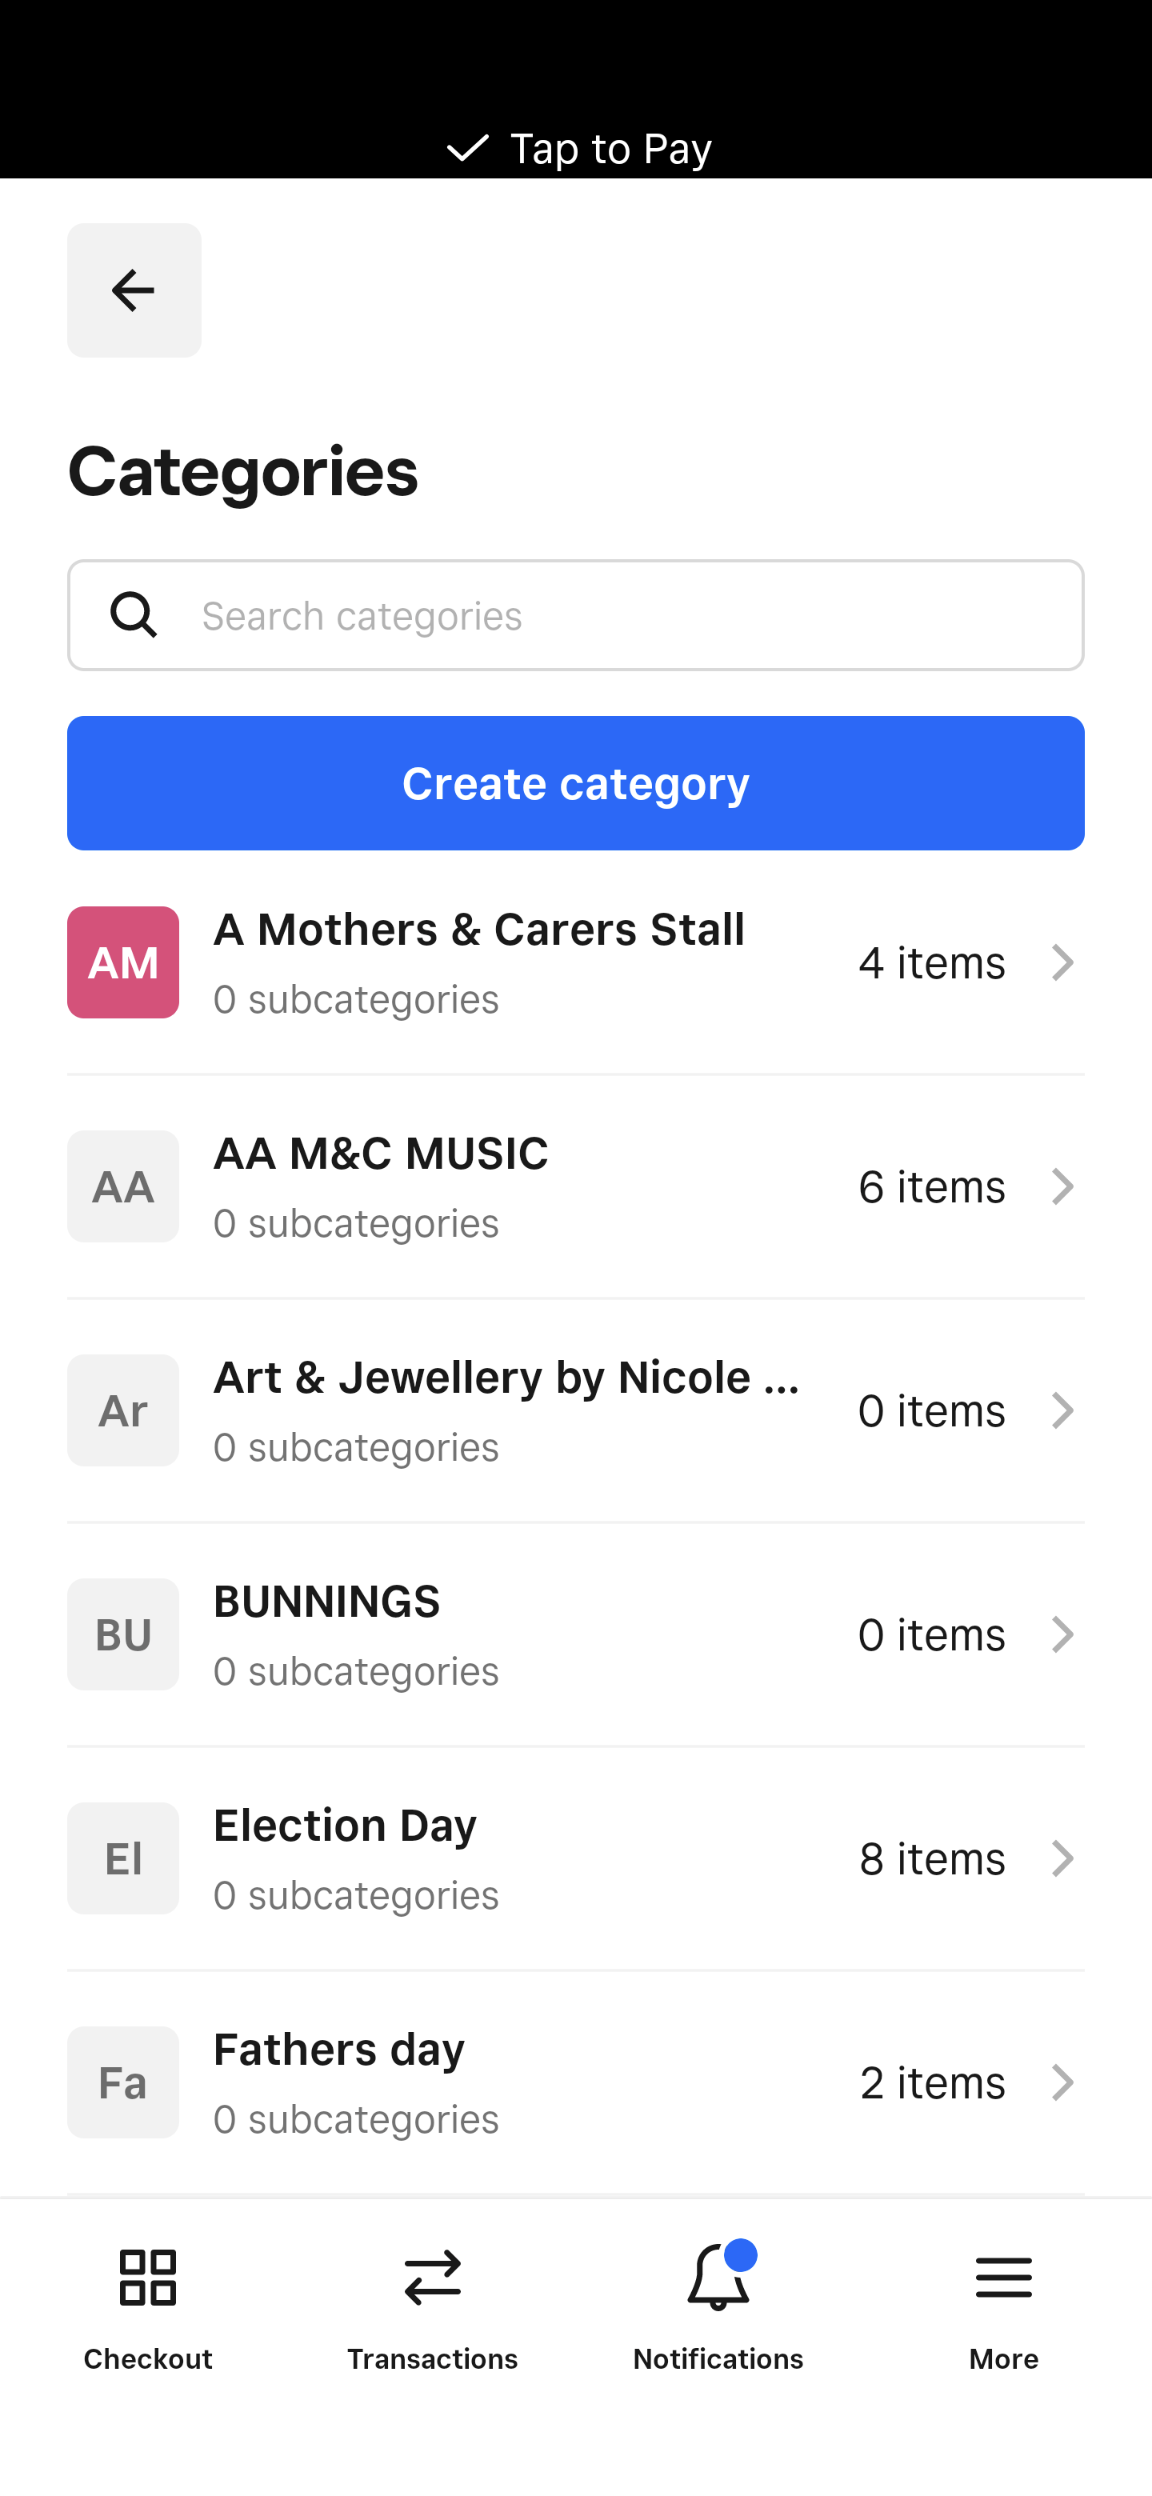 Tap to Pay
Categories
Search categories
Create category
AM
A Mothers & Carers Stall
0 subcategories
4 items
AA
AA M&C MUSIC
0 subcategories
6 items
Ar
Art & Jewellery by Nicole ...
0 subcategories
0 items
BU
BUNNINGS
0 subcategories
0 items
El
Election Day
0 subcategories
8 items
Fa
Fathers day
0 subcategories
2 items
Checkout
Transactions
Notifications
More